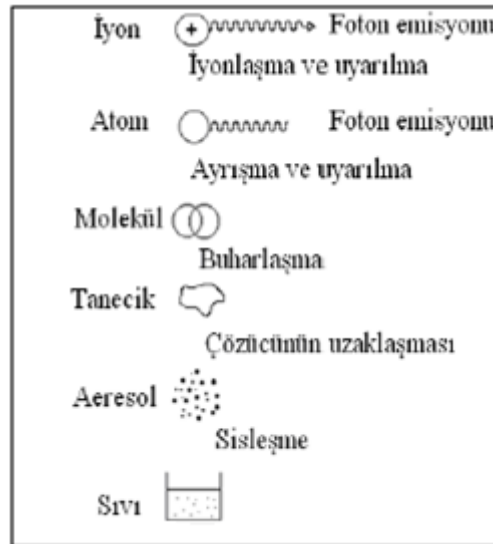 İyon + Foton emisyonu
İyonlaşma ve uyarılma
Atom Foton emisyonu
Ayrışma ve uyarılma
Molekül
Buharlaşma
Tanecik
Çözücünün uzaklaşması
Aeresol
Sisleşme
Sıvı